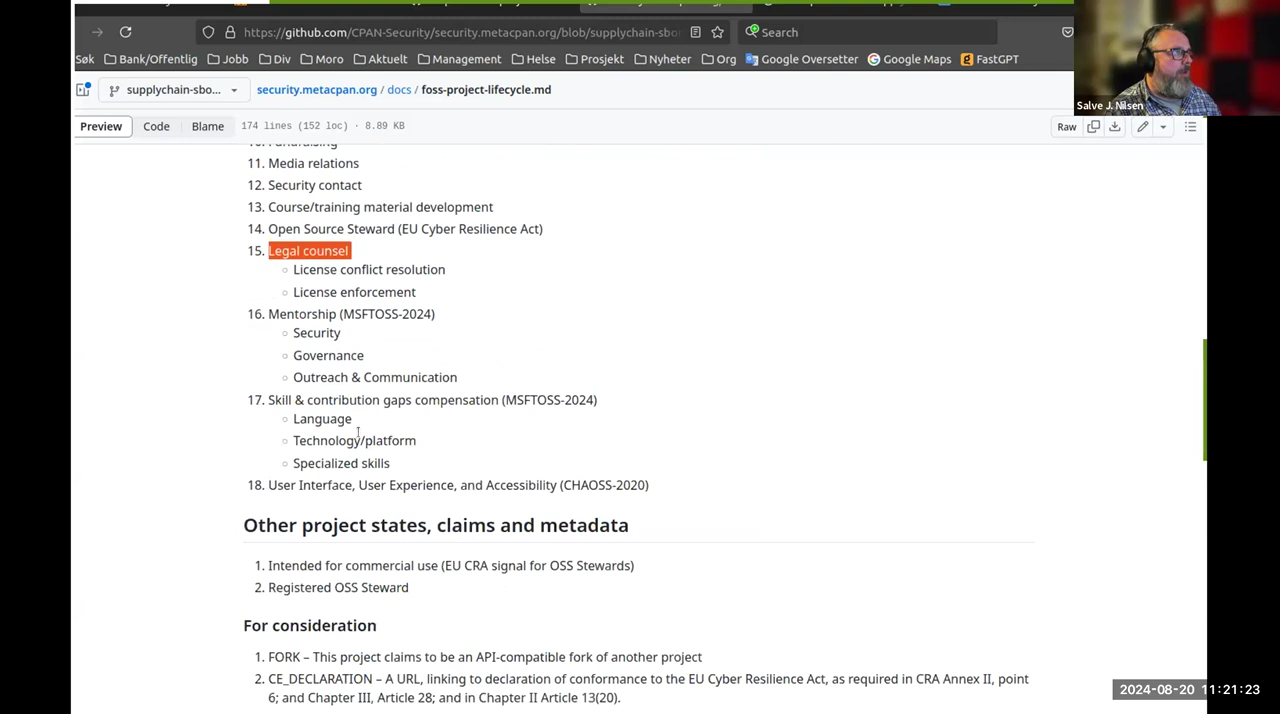 https://github.com/CPAN-Security/security.metacpan.org/blob/supplychain-sbo
Search
Søk Bank/Offentlig Jobb Div Moro Aktuelt Management Helse Prosjekt Nyheter Org Google Oversetter Google Maps FastGPT
Salve J. Nilsen
supplychain-sbo... security.metacpan.org / docs / foss-project-lifecycle.md
Preview Code Blame 174 lines (152 loc) · 8.89 KB Raw
10. Fundraising
11. Media relations
12. Security contact
13. Course/training material development
14. Open Source Steward (EU Cyber Resilience Act)
15. Legal counsel
License conflict resolution
License enforcement
16. Mentorship (MSFTOSS-2024)
Security
Governance
Outreach & Communication
17. Skill & contribution gaps compensation (MSFTOSS-2024)
Language
Technology/platform
Specialized skills
18. User Interface, User Experience, and Accessibility (CHAOSS-2020)
Other project states, claims and metadata
1. Intended for commercial use (EU CRA signal for OSS Stewards)
2. Registered OSS Steward
For consideration
1. FORK – This project claims to be an API-compatible fork of another project
2. CE_DECLARATION – A URL, linking to declaration of conformance to the EU Cyber Resilience Act, as required in CRA Annex II, point
6; and Chapter III, Article 28; and in Chapter II Article 13(20).
2024-08-20 11:21:23